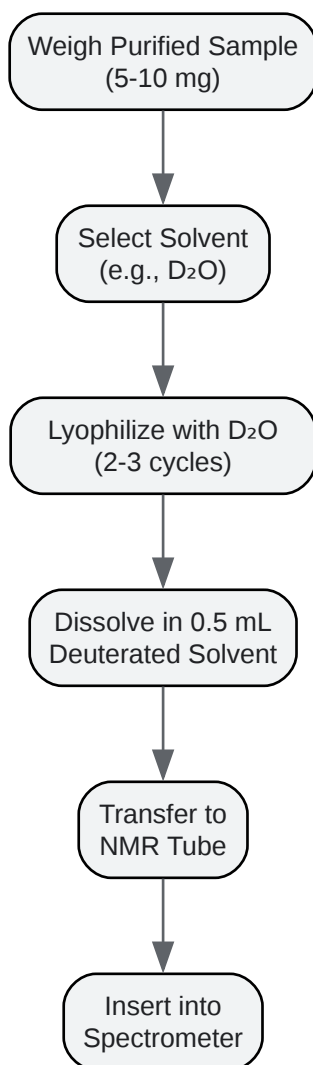 Weigh Purified Sample
(5-10 mg)
Select Solvent
(e.g., D₂O)
Lyophilize with D₂O
(2-3 cycles)
Dissolve in 0.5 mL
Deuterated Solvent
Transfer to
NMR Tube
Insert into
Spectrometer